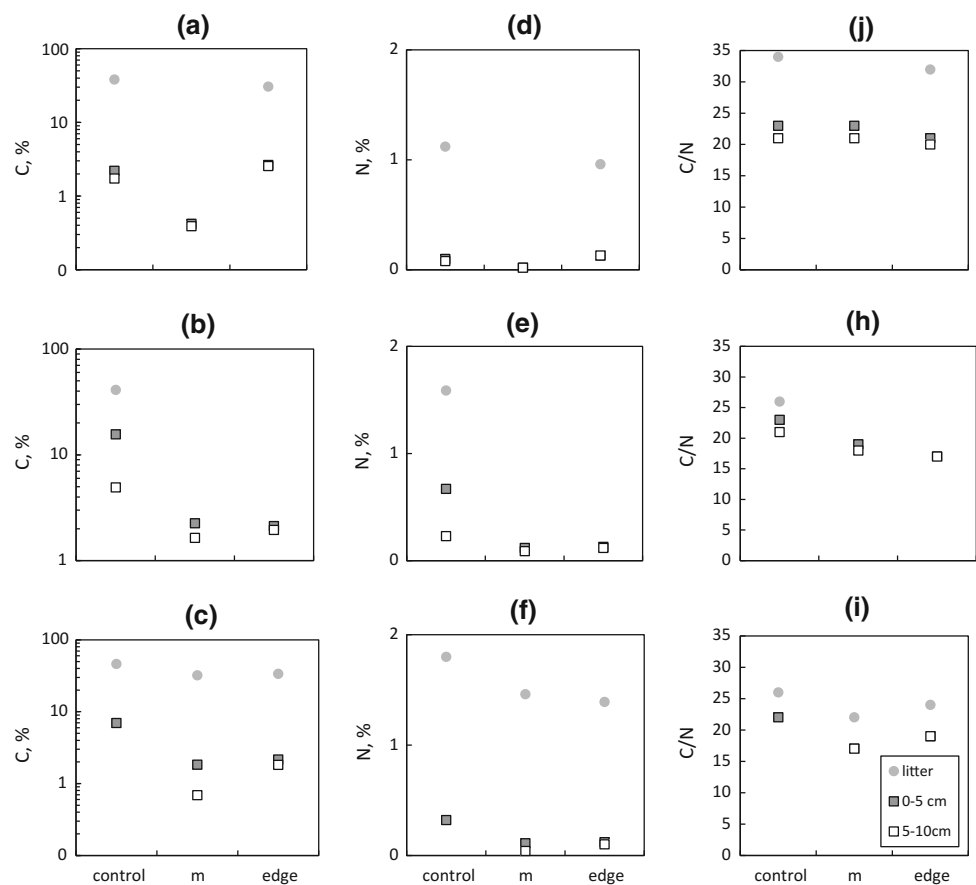 (a) (d) (j)
C, %
100
10
1
0
N, %
2
1
0
C/N
35
30
25
20
15
10
5
0
(b) (e) (h)
C, %
100
10
1
N, %
2
1
0
C/N
35
30
25
20
15
10
5
0
(c) (f) (i)
C, %
100
10
1
0
N, %
2
1
0
C/N
35
30
25
20
15
10
5
0
litter
0-5 cm
5-10cm
control m edge control m edge control m edge